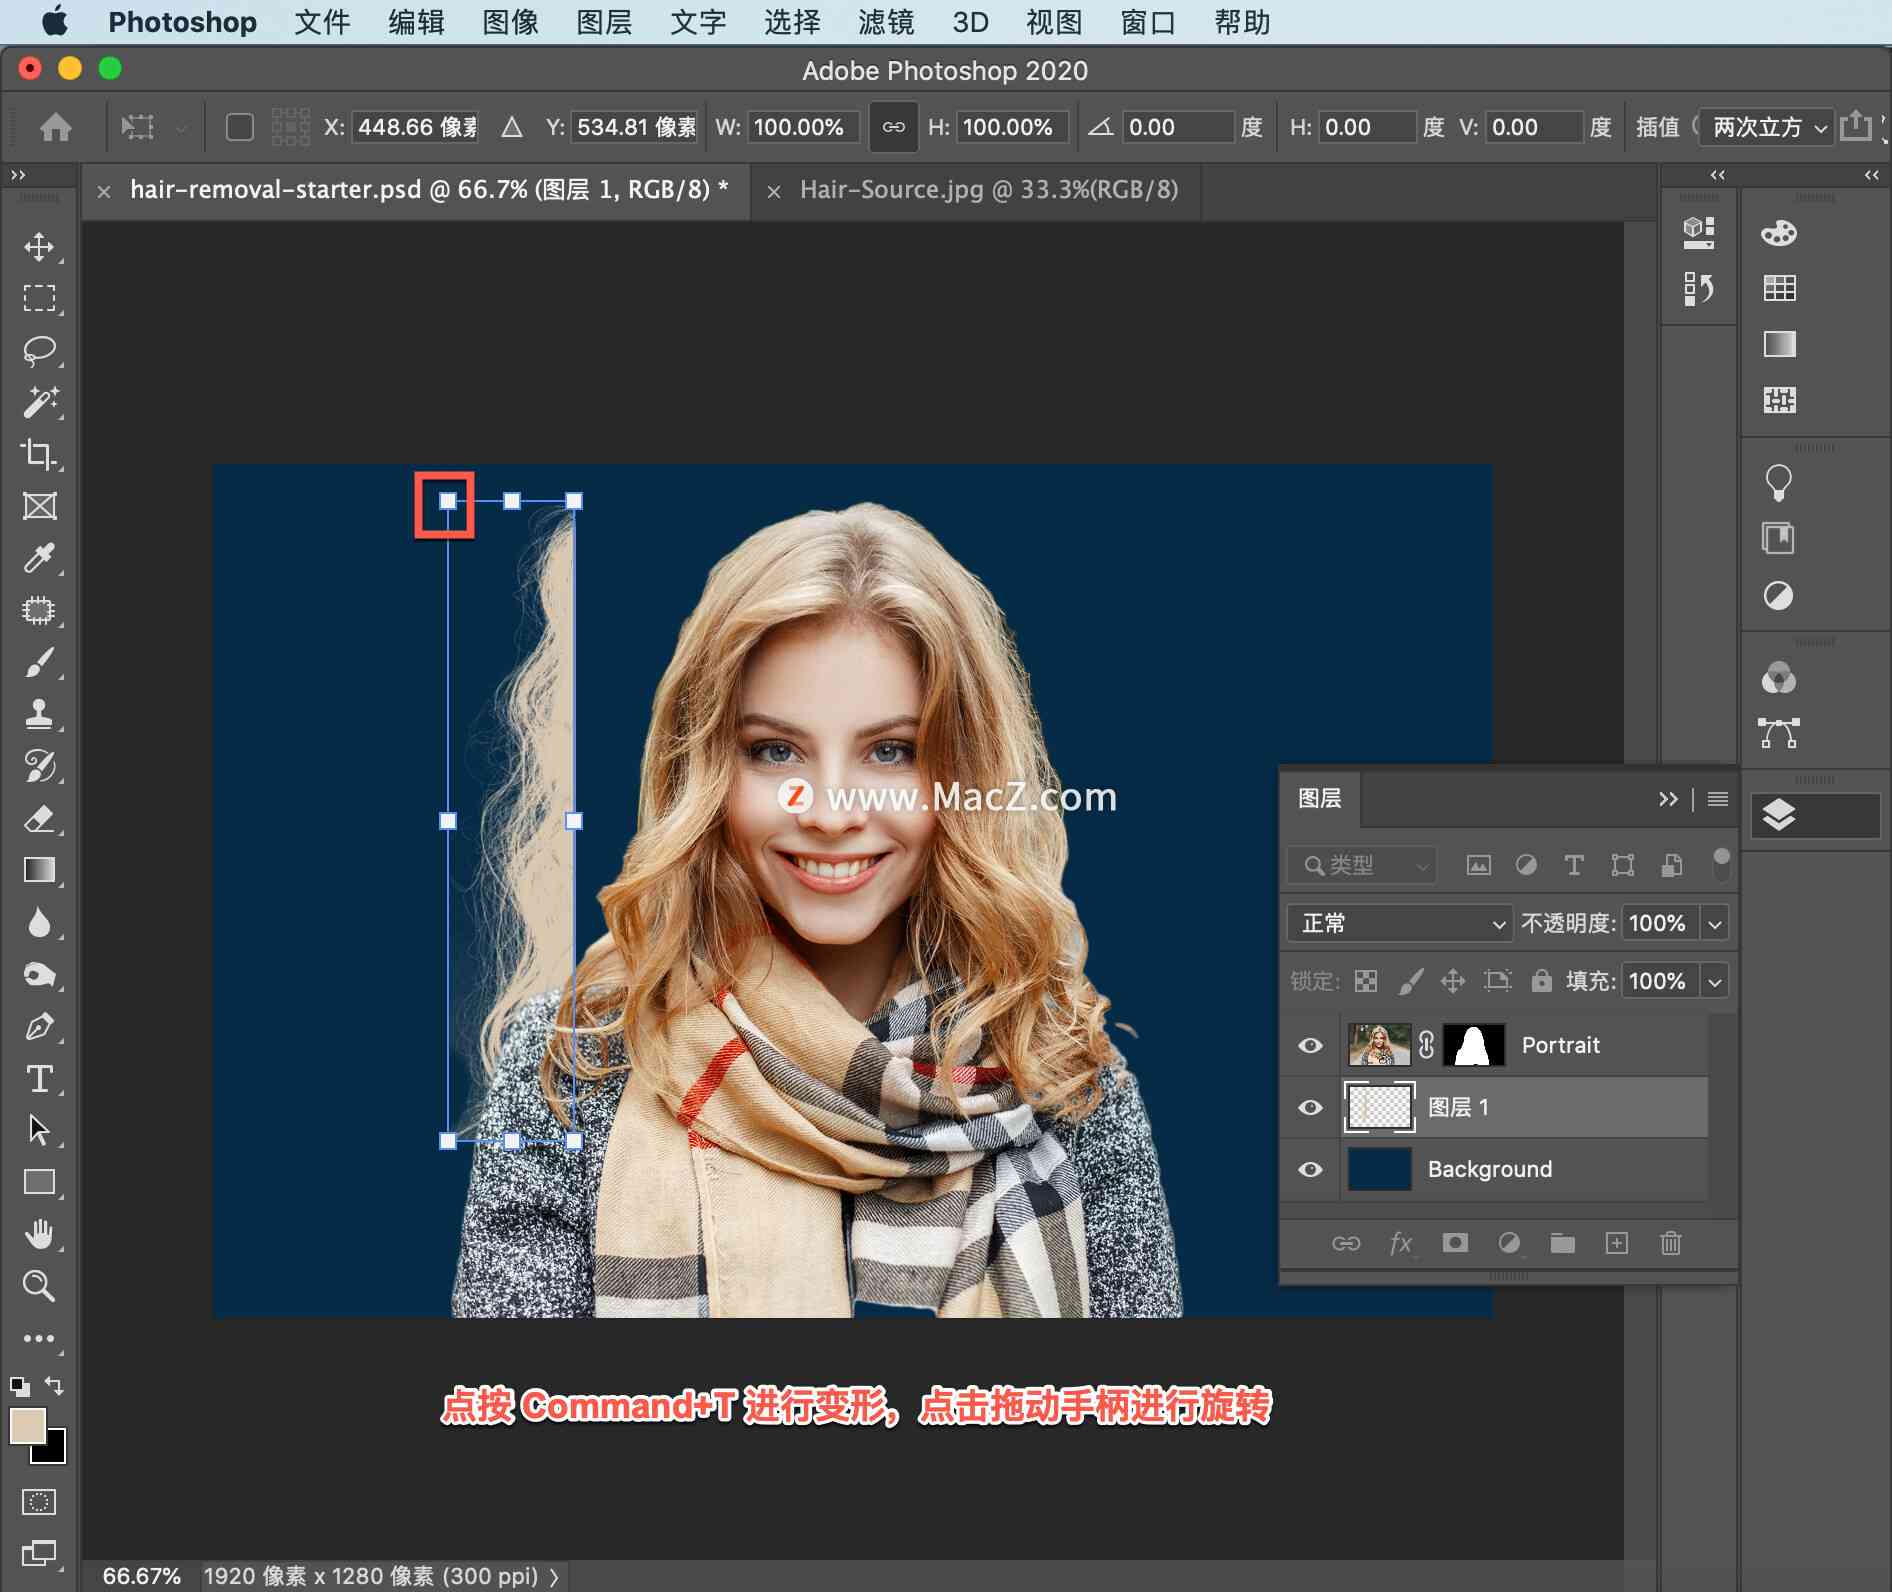 Photoshop 文件 编辑 图像 图层 文字 选择 滤镜 3D 视图 窗口 帮助
Adobe Photoshop 2020
X: 448.66 像素 Y: 534.81 像素 W: 100.00% H: 100.00% 0.00 度 H: 0.00 度 V: 0.00 度 插值 两次立方
hair-removal-starter.psd @ 66.7% (图层 1, RGB/8) * Hair-Source.jpg @ 33.3%(RGB/8)
Z www.MacZ.com
图层
类型
正常 不透明度: 100%
锁定: 填充: 100%
Portrait
图层 1
Background
fx
点按 Command+T 进行变形，点击拖动手柄进行旋转
66.67% 1920 像素 x 1280 像素 (300 ppi)